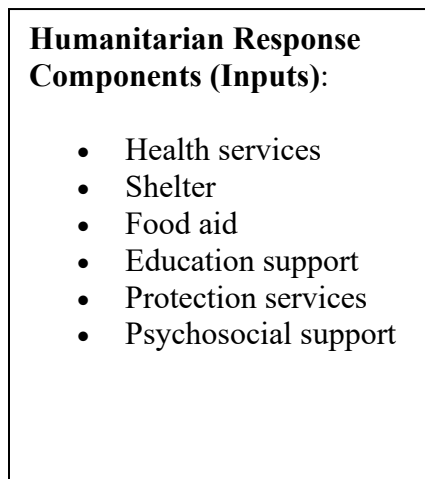 Humanitarian Response
Components (Inputs):
• Health services
• Shelter
• Food aid
• Education support
• Protection services
• Psychosocial support